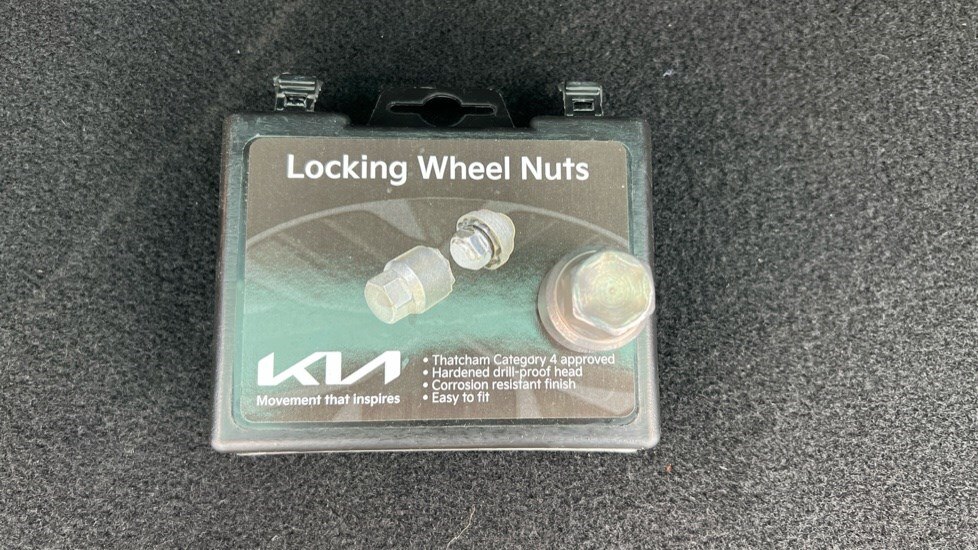 Locking Wheel Nuts
KIA
Movement that inspires
• Thatcham Category 4 approved
• Hardened drill-proof head
• Corrosion resistant finish
• Easy to fit